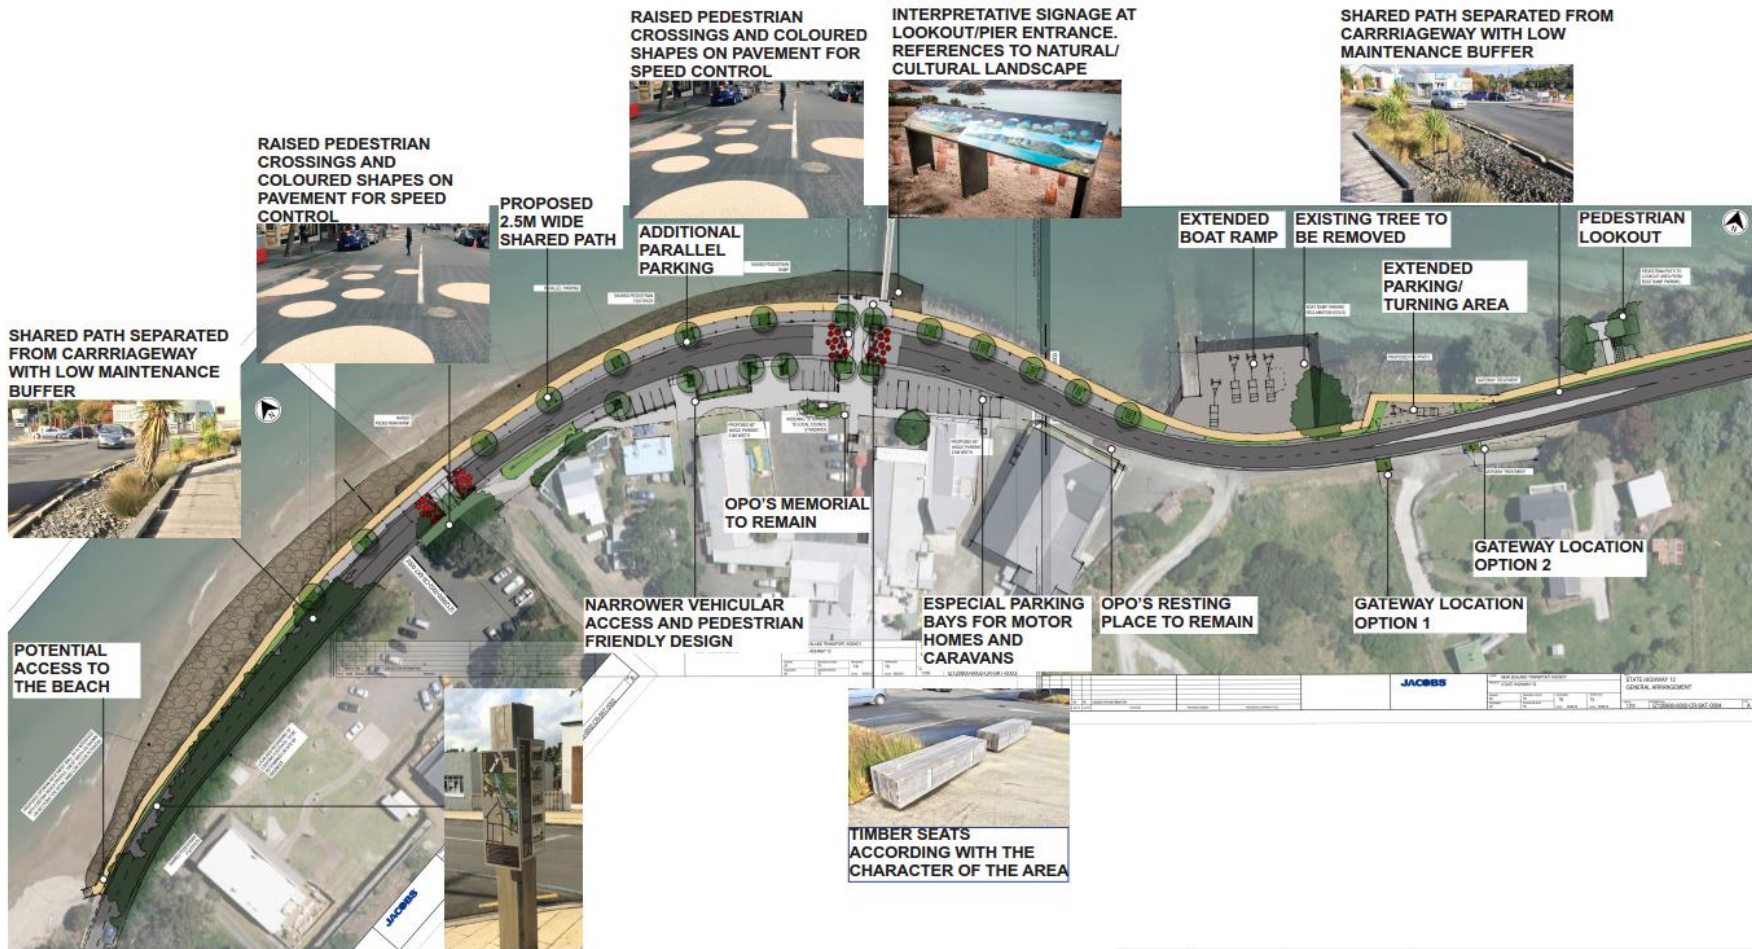 RAISED PEDESTRIAN
CROSSINGS AND COLOURED
SHAPES ON PAVEMENT FOR
SPEED CONTROL
INTERPRETATIVE SIGNAGE AT
LOOKOUT/PIER ENTRANCE.
REFERENCES TO NATURAL/
CULTURAL LANDSCAPE
SHARED PATH SEPARATED FROM
CARRRIAGEWAY WITH LOW
MAINTENANCE BUFFER
RAISED PEDESTRIAN
CROSSINGS AND
COLOURED SHAPES ON
PAVEMENT FOR SPEED
CONTROL
PROPOSED
2.5M WIDE
SHARED PATH
ADDITIONAL
PARALLEL
PARKING
EXTENDED
BOAT RAMP
EXISTING TREE TO
BE REMOVED
EXTENDED
PARKING/
TURNING AREA
PEDESTRIAN
LOOKOUT
N
SHARED PATH SEPARATED
FROM CARRRIAGEWAY
WITH LOW MAINTENANCE
BUFFER
OPO'S MEMORIAL
TO REMAIN
GATEWAY LOCATION
OPTION 2
NARROWER VEHICULAR
ACCESS AND PEDESTRIAN
FRIENDLY DESIGN
ESPECIAL PARKING
BAYS FOR MOTOR
HOMES AND
CARAVANS
OPO'S RESTING
PLACE TO REMAIN
GATEWAY LOCATION
OPTION 1
POTENTIAL
ACCESS TO
THE BEACH
JACOBS
STATE HIGHWAY 12
GENERAL ARRANGEMENT
TIMBER SEATS
ACCORDING WITH THE
CHARACTER OF THE AREA
JACOBS